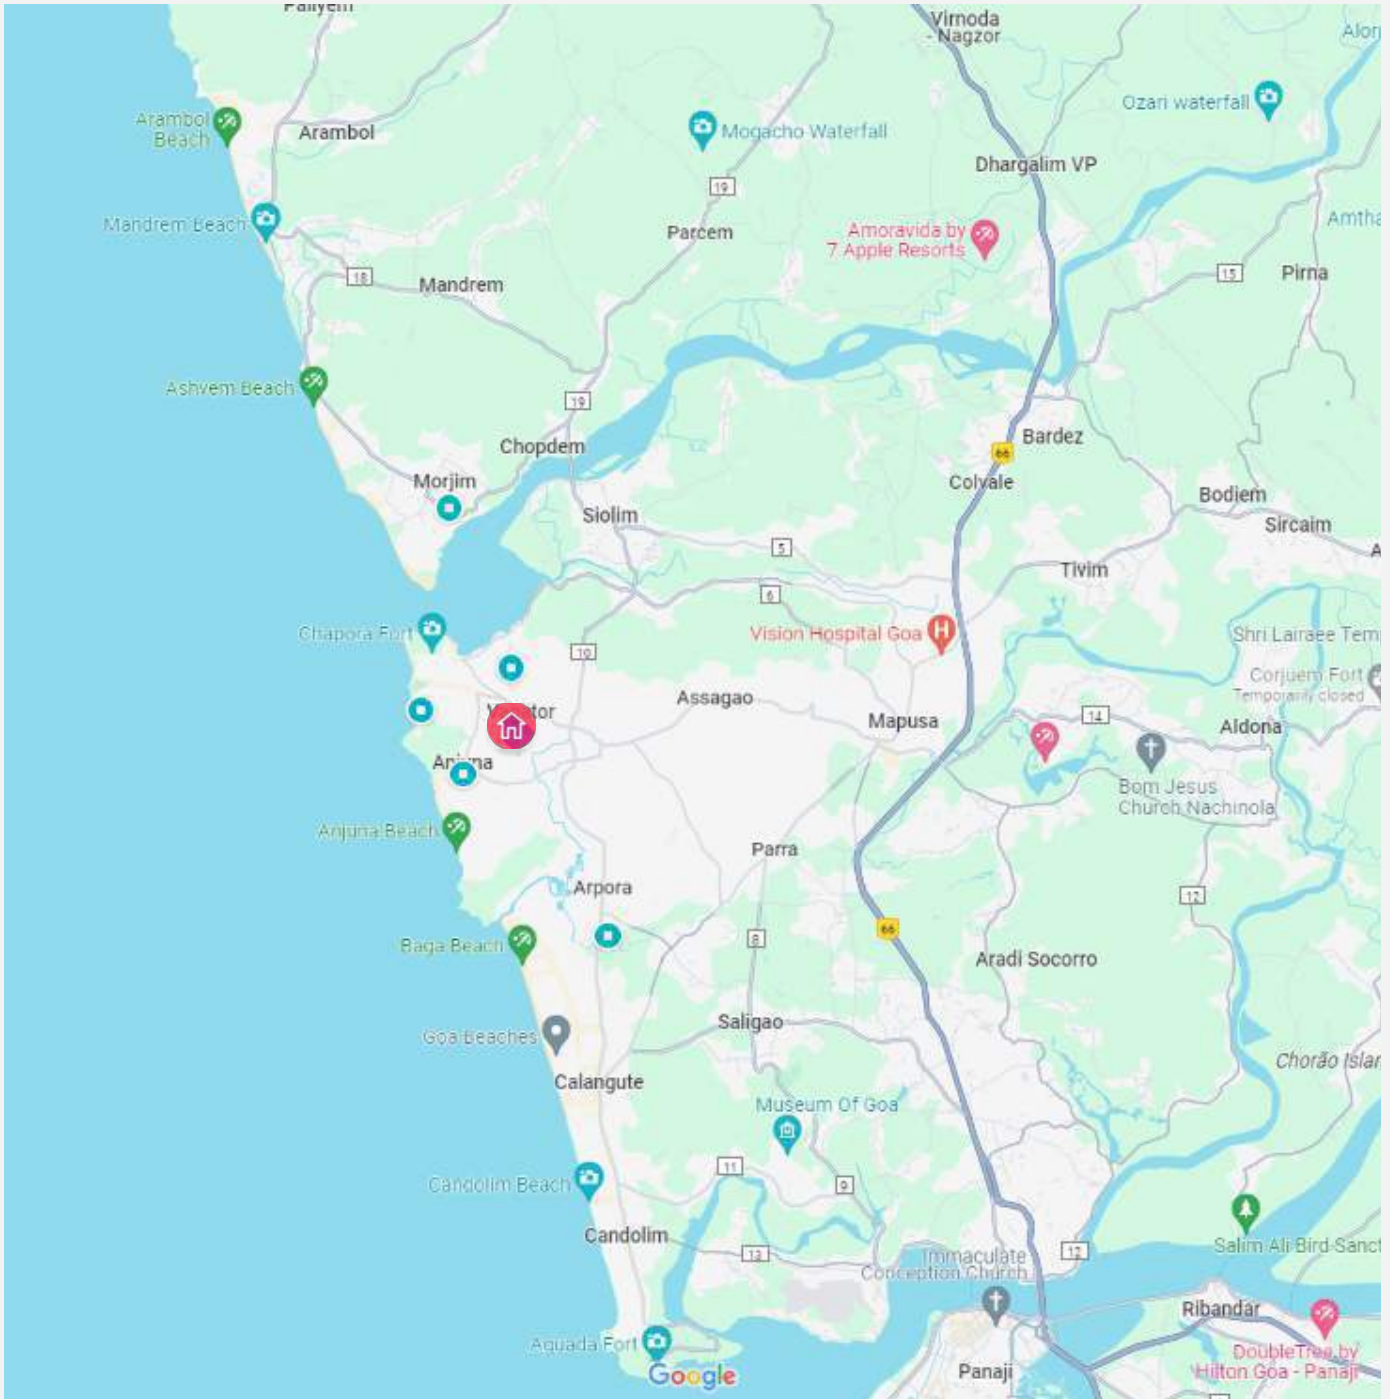 Paliyem
Virnoda
- Nagzor
Alor
Arambol
Beach
Arambol
Mogacho Waterfall
Ozari waterfall
Dhargalim VP
19
Mandrem Beach
Parcem
Amoravida by
7 Apple Resorts
Amtha
18
Mandrem
15
Pirna
Ashvem Beach
19
Chopdem
Bardez
66
Morjim
Colvale
Bodiem
Siolim
Sircaim
5
A
Tivim
6
Chapora Fort
Vision Hospital Goa
Shri Lairaee Tem
10
Corjuem Fort
Temporarily closed
Assagao
14
Mapusa
Aldona
Bom Jesus
Church Nachinola
Anjuna Beach
Parra
Arpora
12
66
8
Baga Beach
Aradi Socorro
Saligao
Goa Beaches
Chorão Islar
Calangute
Museum Of Goa
11
Candolim Beach
9
Candolim
13
12
Salim Ali Bird Sanct
Immaculate
Conception Church
Ribandar
Aguada Fort
DoubleTree by
Hilton Goa - Panaji
Google
Panaji